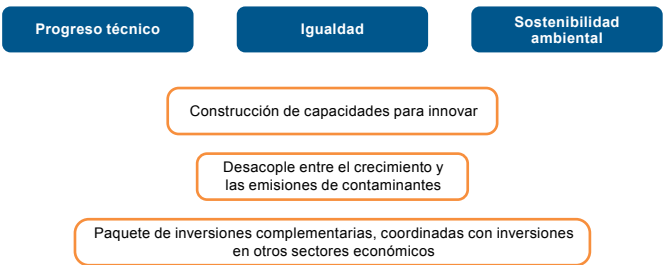 Progreso técnico
Igualdad
Sostenibilidad
ambiental
Construcción de capacidades para innovar
Desacople entre el crecimiento y
las emisiones de contaminantes
Paquete de inversiones complementarias, coordinadas con inversiones
en otros sectores económicos